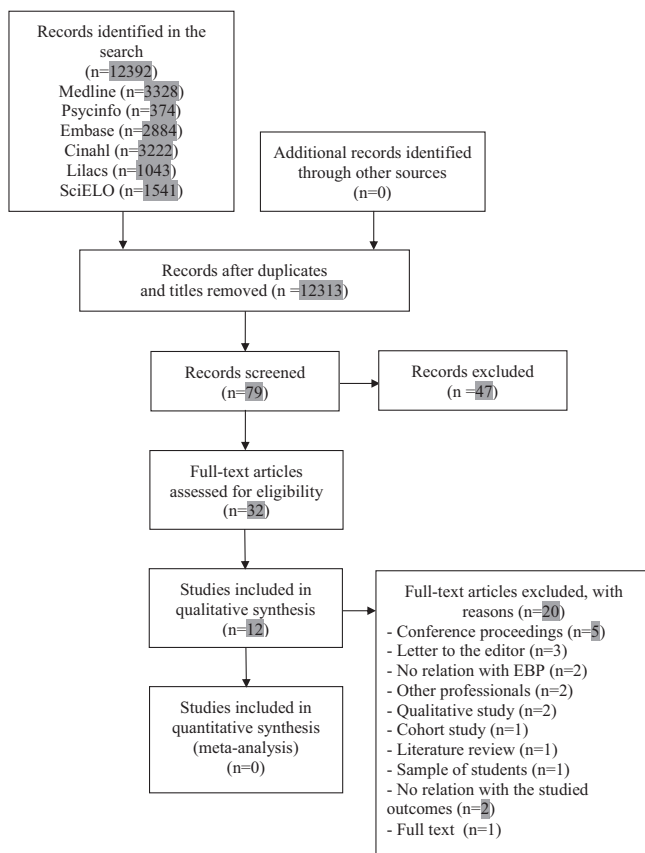 Records identified in the
search
(n=12392)
Medline (n=3328)
Psycinfo (n=374)
Embase (n=2884)
Cinahl (n=3222)
Lilacs (n=1043)
SciELO (n=1541)
Additional records identified
through other sources
(n=0)
Records after duplicates
and titles removed (n =12313)
Records screened
(n=79)
Records excluded
(n =47)
Full-text articles
assessed for eligibility
(n=32)
Studies included in
qualitative synthesis
(n=12)
Full-text articles excluded, with
reasons (n=20)
- Conference proceedings (n=5)
- Letter to the editor (n=3)
- No relation with EBP (n=2)
- Other professionals (n=2)
- Qualitative study (n=2)
- Cohort study (n=1)
- Literature review (n=1)
- Sample of students (n=1)
- No relation with the studied
outcomes (n=2)
- Full text (n=1)
Studies included in
quantitative synthesis
(meta-analysis)
(n=0)